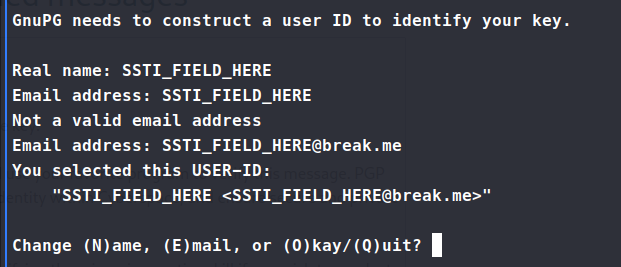 GnuPG needs to construct a user ID to identify your key.
Real name: SSTI_FIELD_HERE
Email address: SSTI_FIELD_HERE
Not a valid email address
Email address: SSTI_FIELD_HERE@break.me
You selected this USER-ID:
"SSTI_FIELD_HERE <SSTI_FIELD_HERE@break.me>"
Change (N)ame, (E)mail, or (O)kay/(Q)uit?